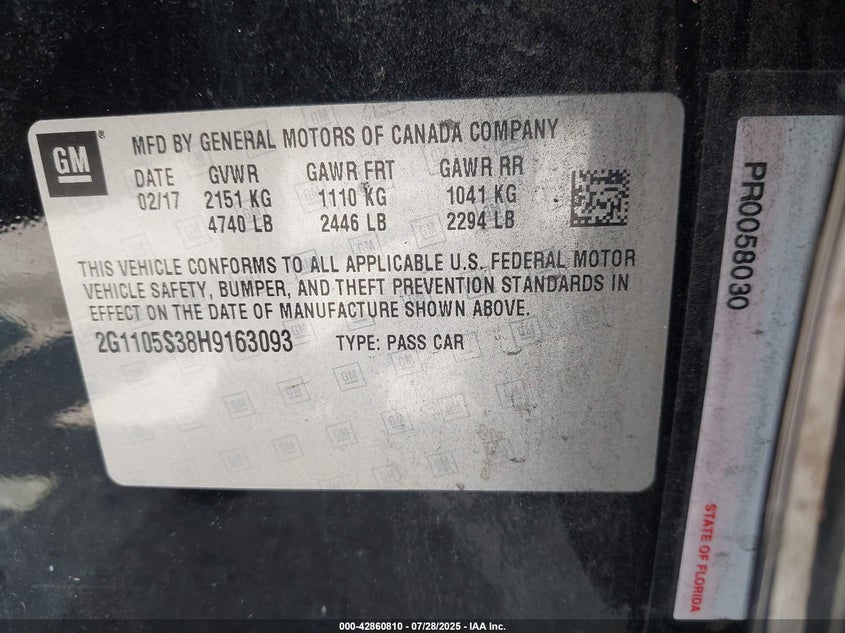 GM ®
MFD BY GENERAL MOTORS OF CANADA COMPANY
DATE GVWR GAWR FRT GAWR RR
02/17 2151 KG 1110 KG 1041 KG
4740 LB 2446 LB 2294 LB
THIS VEHICLE CONFORMS TO ALL APPLICABLE U.S. FEDERAL MOTOR
VEHICLE SAFETY, BUMPER, AND THEFT PREVENTION STANDARDS IN
EFFECT ON THE DATE OF MANUFACTURE SHOWN ABOVE.
2G1105S38H9163093 TYPE: PASS CAR
PR0058030
STATE OF FLORIDA
000-42860810 / 07/28/2025 - IAA Inc.